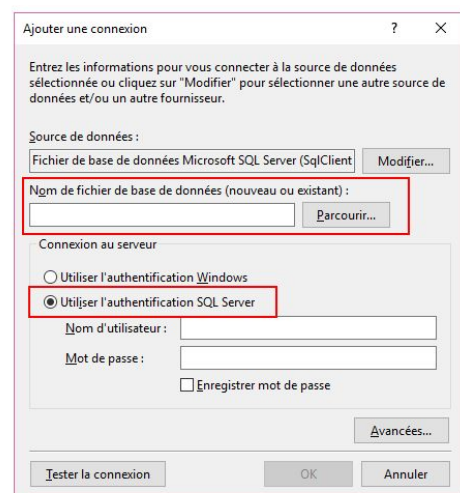 Ajouter une connexion ? ×
Entrez les informations pour vous connecter à la source de données
sélectionnée ou cliquez sur "Modifier" pour sélectionner une autre source de
données et/ou un autre fournisseur.
Source de données :
Fichier de base de données Microsoft SQL Server (SqlClient Modifier...
Nom de fichier de base de données (nouveau ou existant) :
Parcourir...
Connexion au serveur
Utiliser l'authentification Windows
Utiliser l'authentification SQL Server
Nom d'utilisateur :
Mot de passe :
Enregistrer mot de passe
Avancées...
Tester la connexion OK Annuler